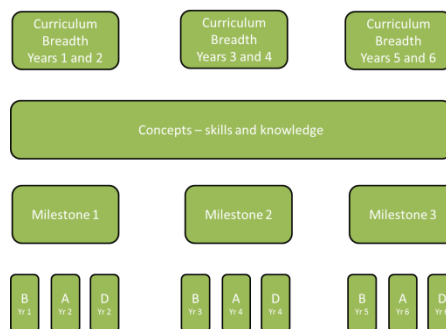 Curriculum
Breadth
Years 1 and 2
Curriculum
Breadth
Years 3 and 4
Curriculum
Breadth
Years 5 and 6
Concepts – skills and knowledge
Milestone 1
Milestone 2
Milestone 3
B
Yr 1
A
Yr 2
D
Yr 2
B
Yr 3
A
Yr 4
D
Yr 4
B
Yr 5
A
Yr 6
D